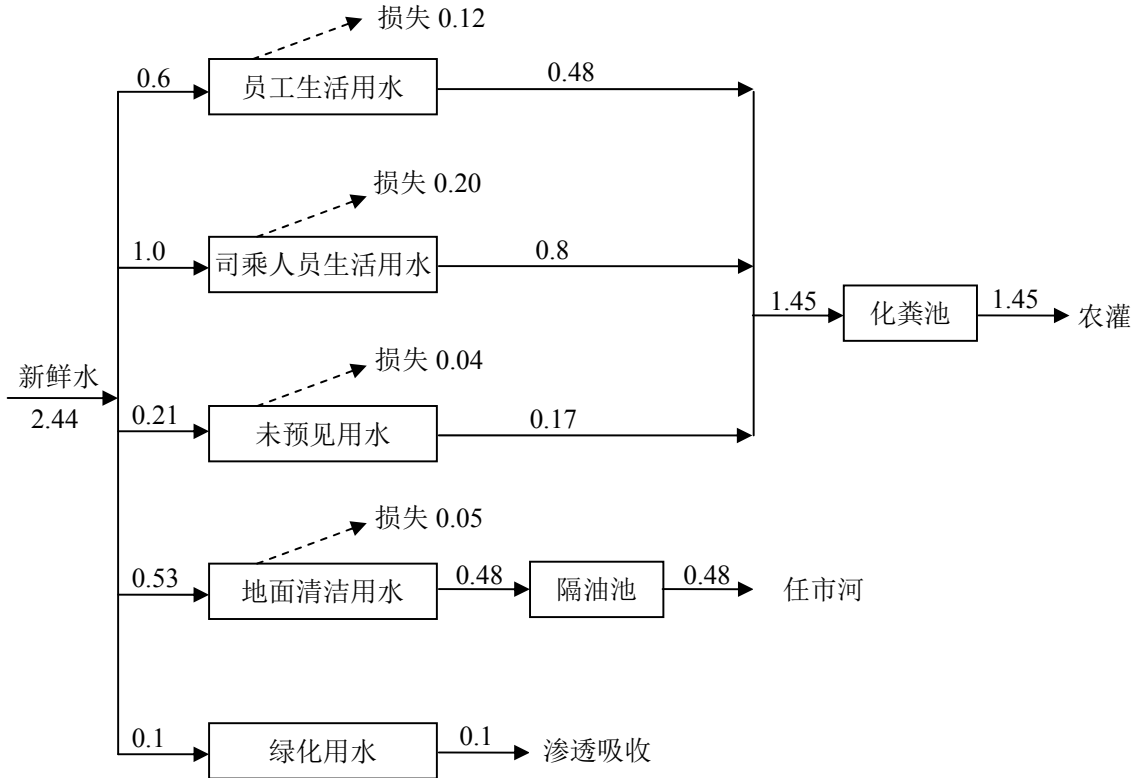 损失 0.12
0.6
员工生活用水
0.48
损失 0.20
1.0
司乘人员生活用水
0.8
1.45
化粪池
1.45
农灌
新鲜水
2.44
损失 0.04
0.21
未预见用水
0.17
损失 0.05
0.53
地面清洁用水
0.48
隔油池
0.48
任市河
0.1
绿化用水
0.1
渗透吸收